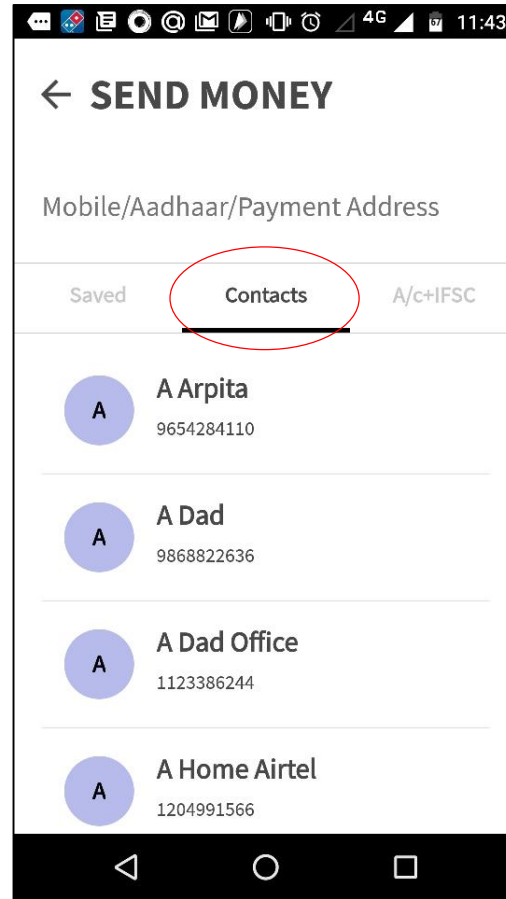 4G 67 11:43
← SEND MONEY
Mobile/Aadhaar/Payment Address
Saved Contacts A/c+IFSC
A A Arpita
9654284110
A A Dad
9868822636
A A Dad Office
1123386244
A A Home Airtel
1204991566